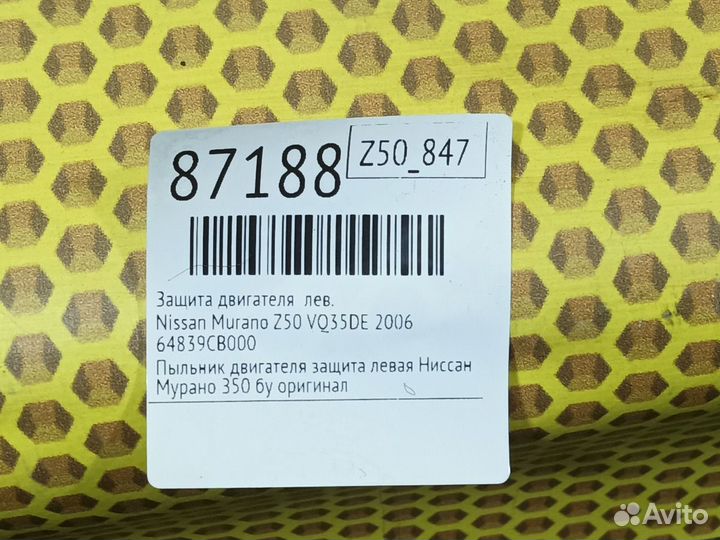 87188
Z50_847
Защита двигателя лев.
Nissan Murano Z50 VQ35DE 2006
64839CB000
Пыльник двигателя защита левая Ниссан
Мурано Z50 бу оригинал
Avito